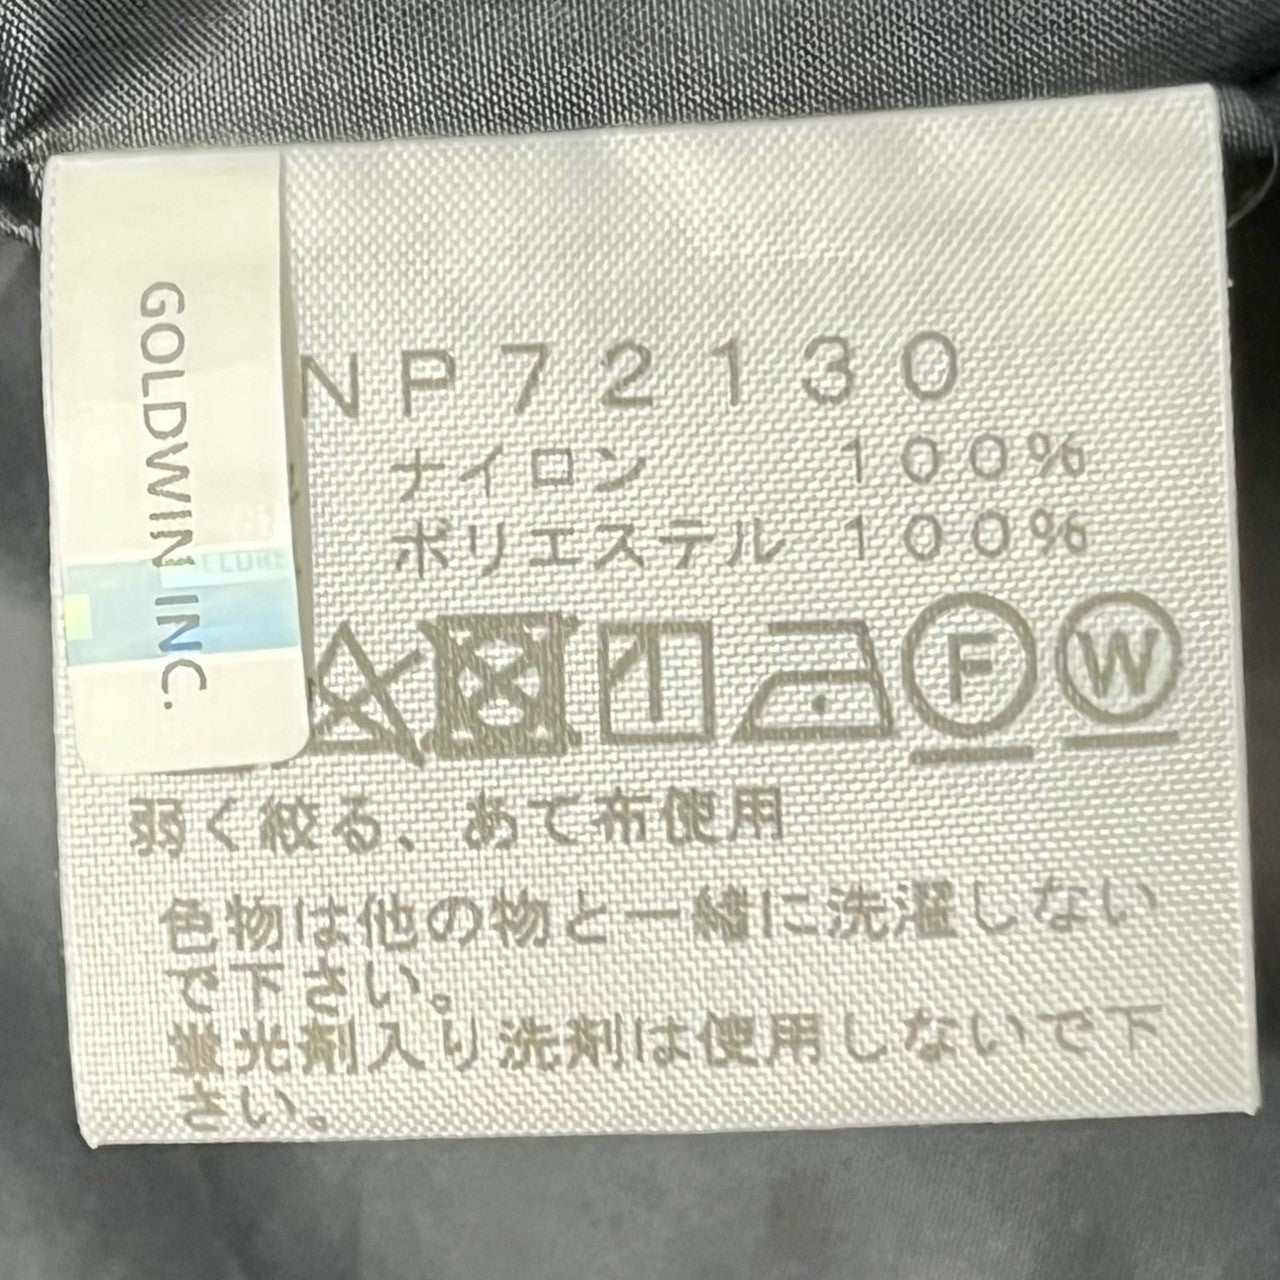 GOLDWIN INC.
NP72130
ナイロン 100%
ポリエステル 100%
F W
弱く絞る、あて布使用
色物は他の物と一緒に洗濯しない
で下さい。
蛍光剤入り洗剤は使用しないで下
さい。